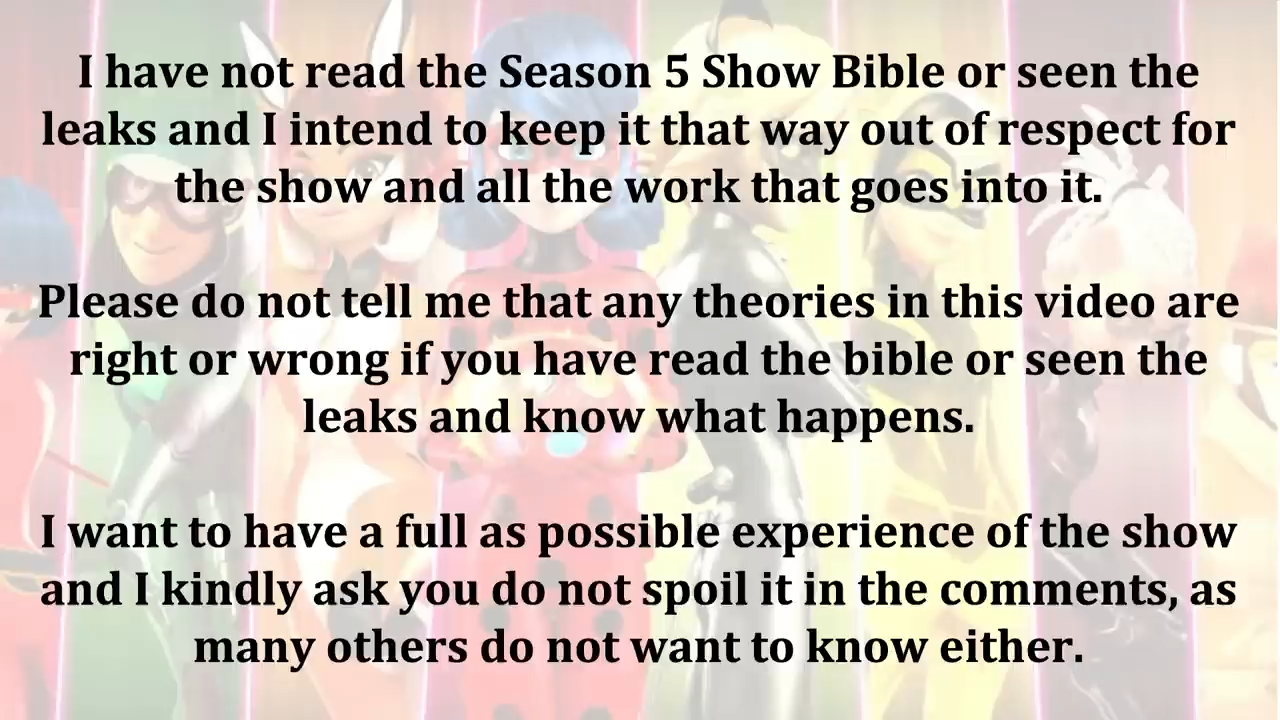 I have not read the Season 5 Show Bible or seen the
leaks and I intend to keep it that way out of respect for
the show and all the work that goes into it.
Please do not tell me that any theories in this video are
right or wrong if you have read the bible or seen the
leaks and know what happens.
I want to have a full as possible experience of the show
and I kindly ask you do not spoil it in the comments, as
many others do not want to know either.